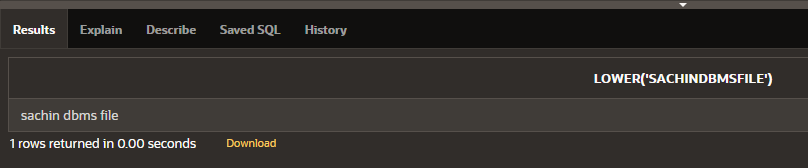 Results Explain Describe Saved SQL History
LOWER('SACHINDBMSFILE')
sachin dbms file
1 rows returned in 0.00 seconds Download